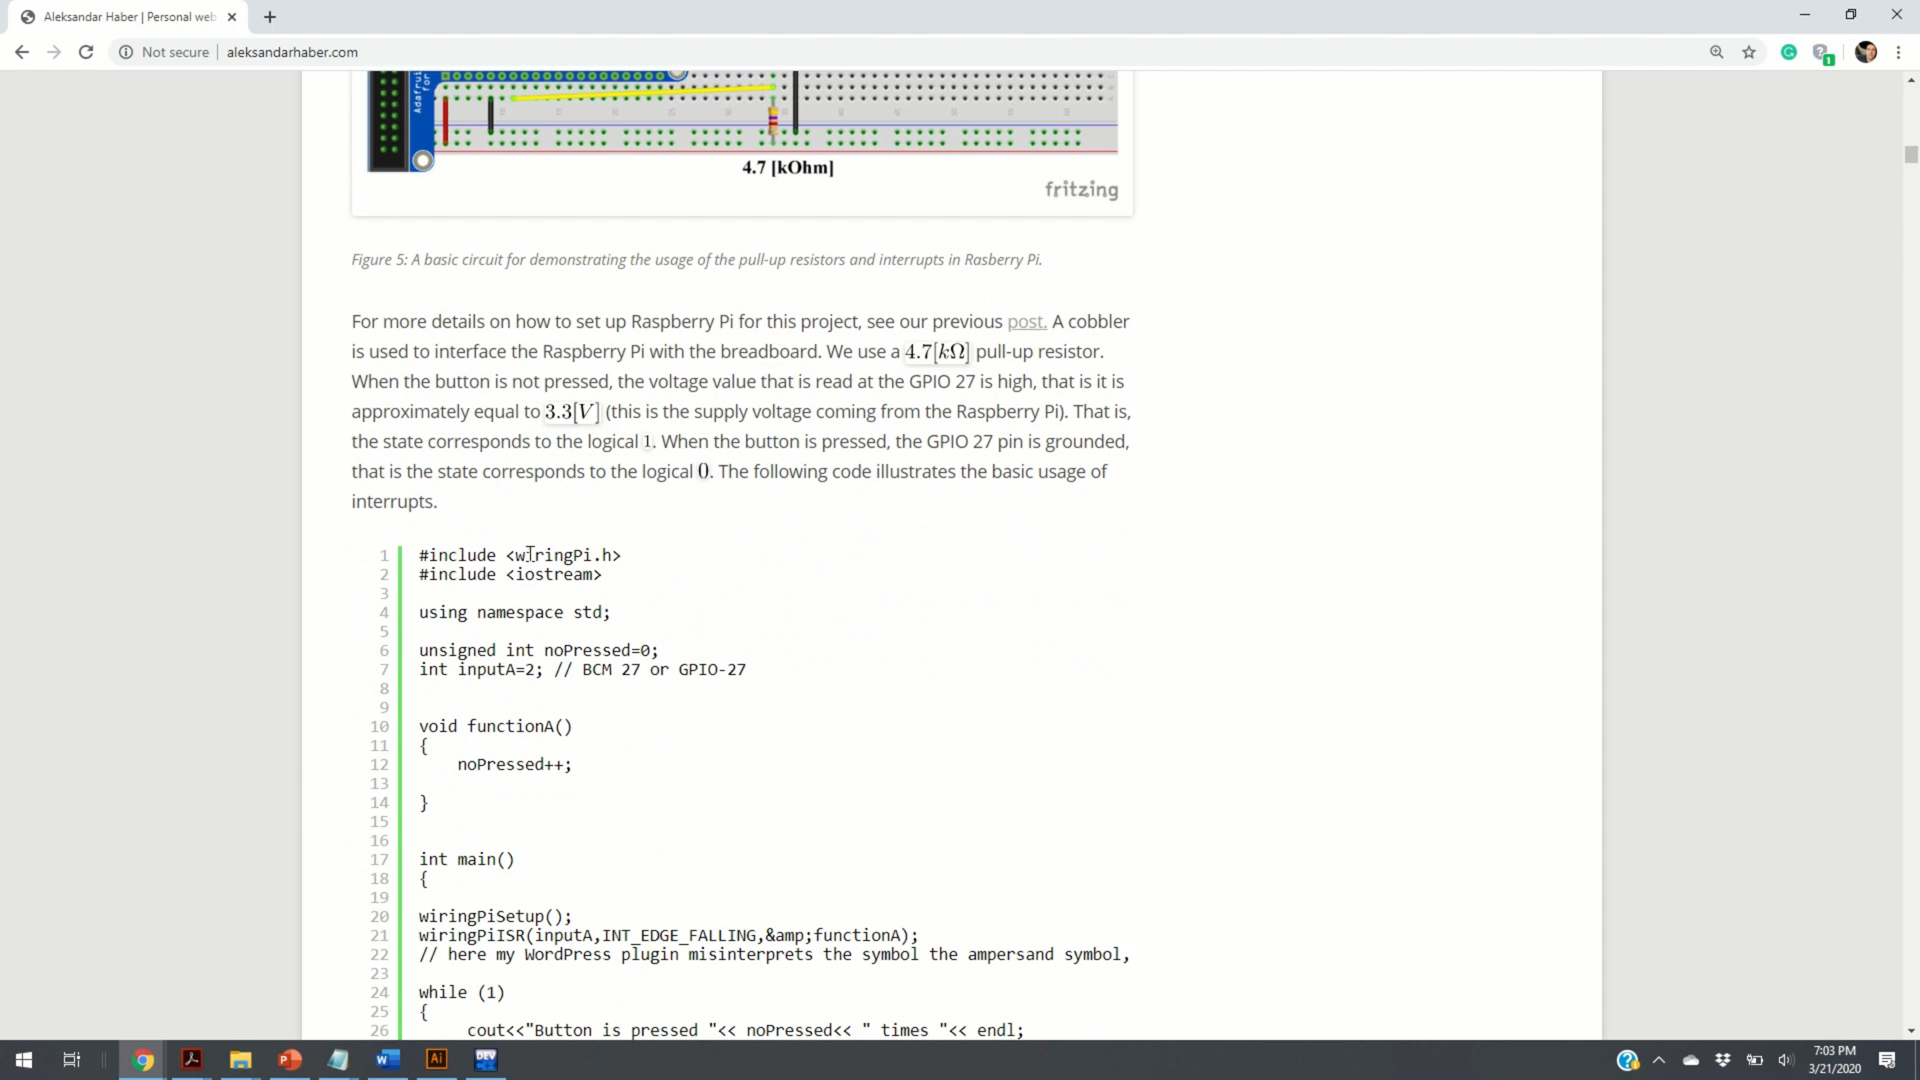 Aleksandar Haber | Personal web
Not secure
aleksandarhaber.com
Adafruit
for
4.7 [kOhm]
fritzing
Figure 5: A basic circuit for demonstrating the usage of the pull-up resistors and interrupts in Rasberry Pi.
For more details on how to set up Raspberry Pi for this project, see our previous post. A cobbler
is used to interface the Raspberry Pi with the breadboard. We use a 4.7[kΩ] pull-up resistor.
When the button is not pressed, the voltage value that is read at the GPIO 27 is high, that is it is
approximately equal to 3.3[V] (this is the supply voltage coming from the Raspberry Pi). That is,
the state corresponds to the logical 1. When the button is pressed, the GPIO 27 pin is grounded,
that is the state corresponds to the logical 0. The following code illustrates the basic usage of
interrupts.
1 #include <wiringPi.h>
2 #include <iostream>
3
4 using namespace std;
5
6 unsigned int noPressed=0;
7 int inputA=2; // BCM 27 or GPIO-27
8
9
10 void functionA()
11 {
12 noPressed++;
13
14 }
15
16
17 int main()
18 {
19
20 wiringPiSetup();
21 wiringPiISR(inputA,INT_EDGE_FALLING,&amp;functionA);
22 // here my WordPress plugin misinterprets the symbol the ampersand symbol,
23
24 while (1)
25 {
26 cout<<"Button is pressed "<< noPressed<< " times "<< endl;
7:03 PM
3/21/2020